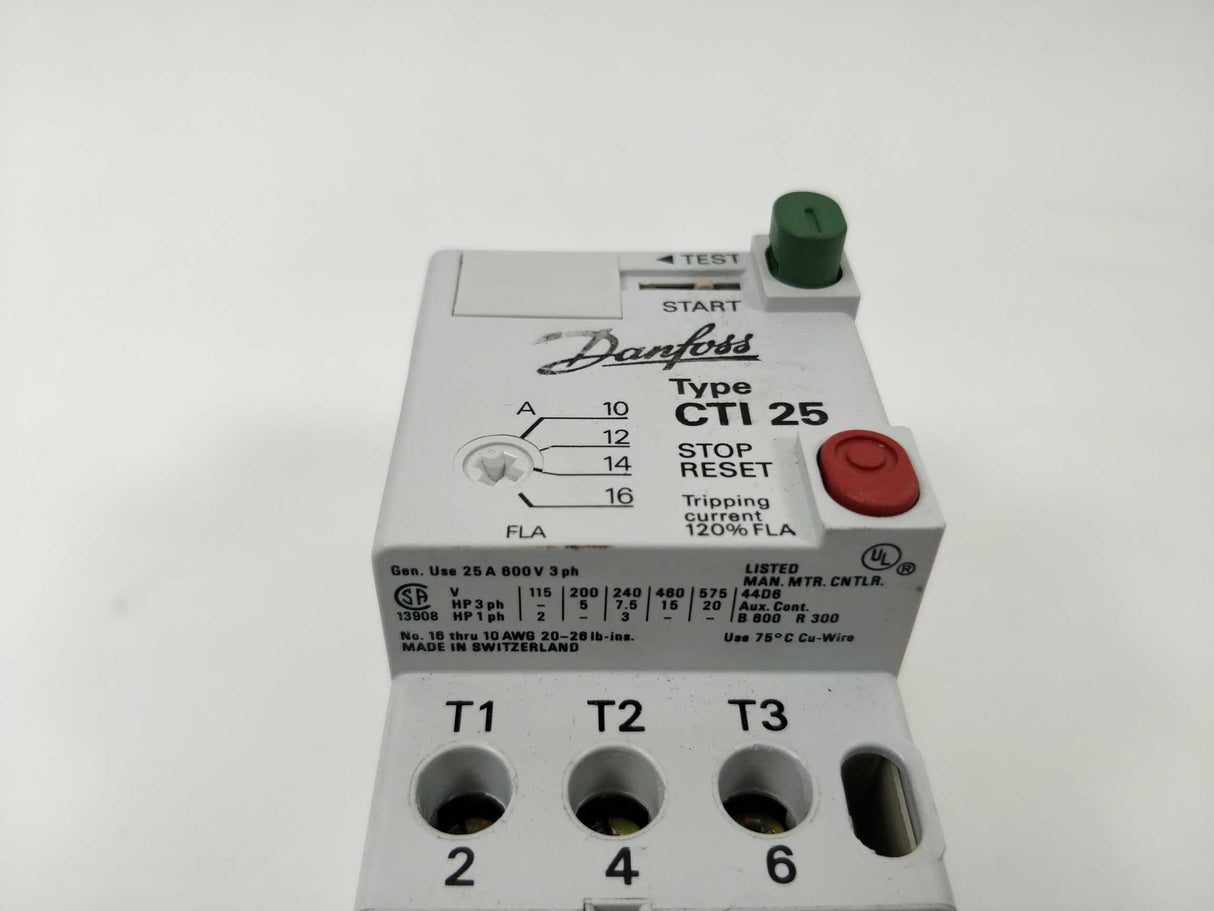 ◄ TEST
START
Danfoss
Type
CTI 25
A 10
12
14
16
FLA
STOP
RESET
Tripping
current
120% FLA
Gen. Use 25 A 600 V 3 ph
LISTED
MAN. MTR. CNTLR.
UL ®
SA
13908
V 115 200 240 460 575 44D6
HP 3 ph – 5 7.5 15 20 Aux. Cont.
HP 1 ph 2 – 3 – – B 600 R 300
No. 16 thru 10 AWG 20–26 lb-ins. Use 75° C Cu-Wire
MADE IN SWITZERLAND
T1 T2 T3
2 4 6